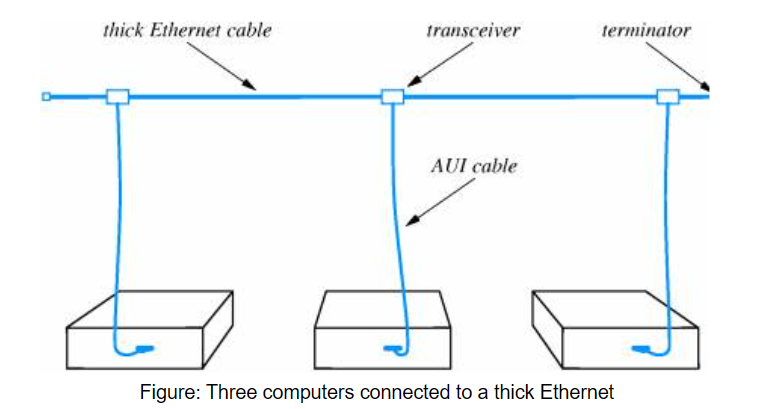 thick Ethernet cable
transceiver
terminator
AUI cable
Figure: Three computers connected to a thick Ethernet